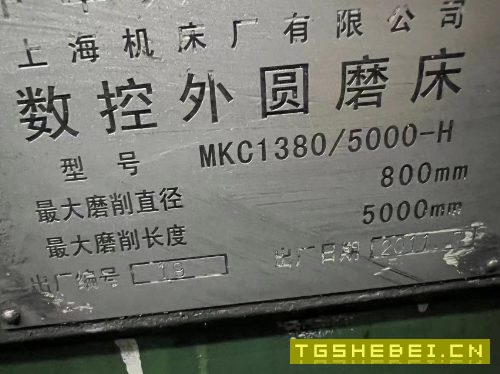 上海机床厂有限公司
数控外圆磨床
型号 MKC1380/5000-H
最大磨削直径 800mm
最大磨削长度 5000mm
出厂编号 19 出厂日期 2011.
TGSHEBEI.CN